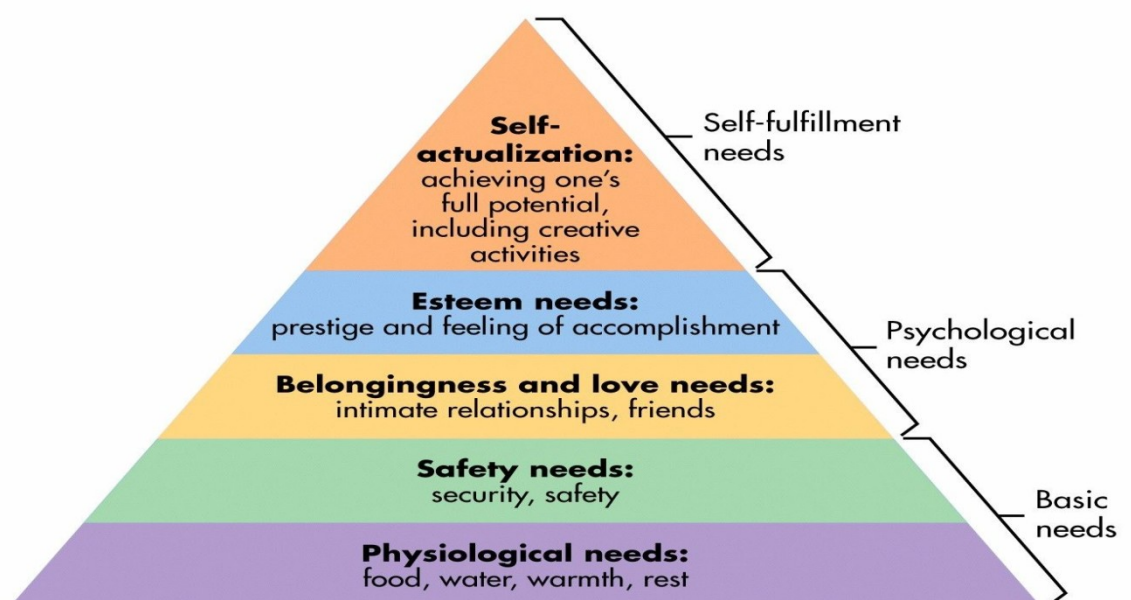 Self-
actualization:
achieving one's
full potential,
including creative
activities
Self-fulfillment
needs
Esteem needs:
prestige and feeling of accomplishment
Psychological
needs
Belongingness and love needs:
intimate relationships, friends
Safety needs:
security, safety
Basic
needs
Physiological needs:
food, water, warmth, rest